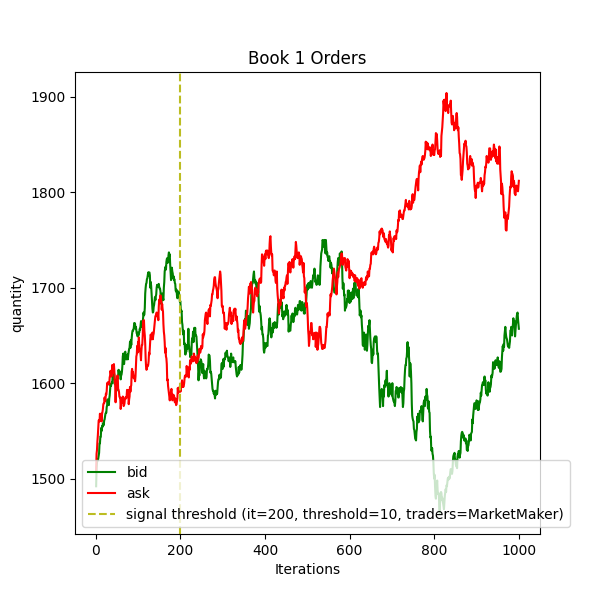 Book 1 Orders
1900
1800
1700
1600
1500
quantity
bid
ask
signal threshold (it=200, threshold=10, traders=MarketMaker)
0 200 400 600 800 1000
Iterations